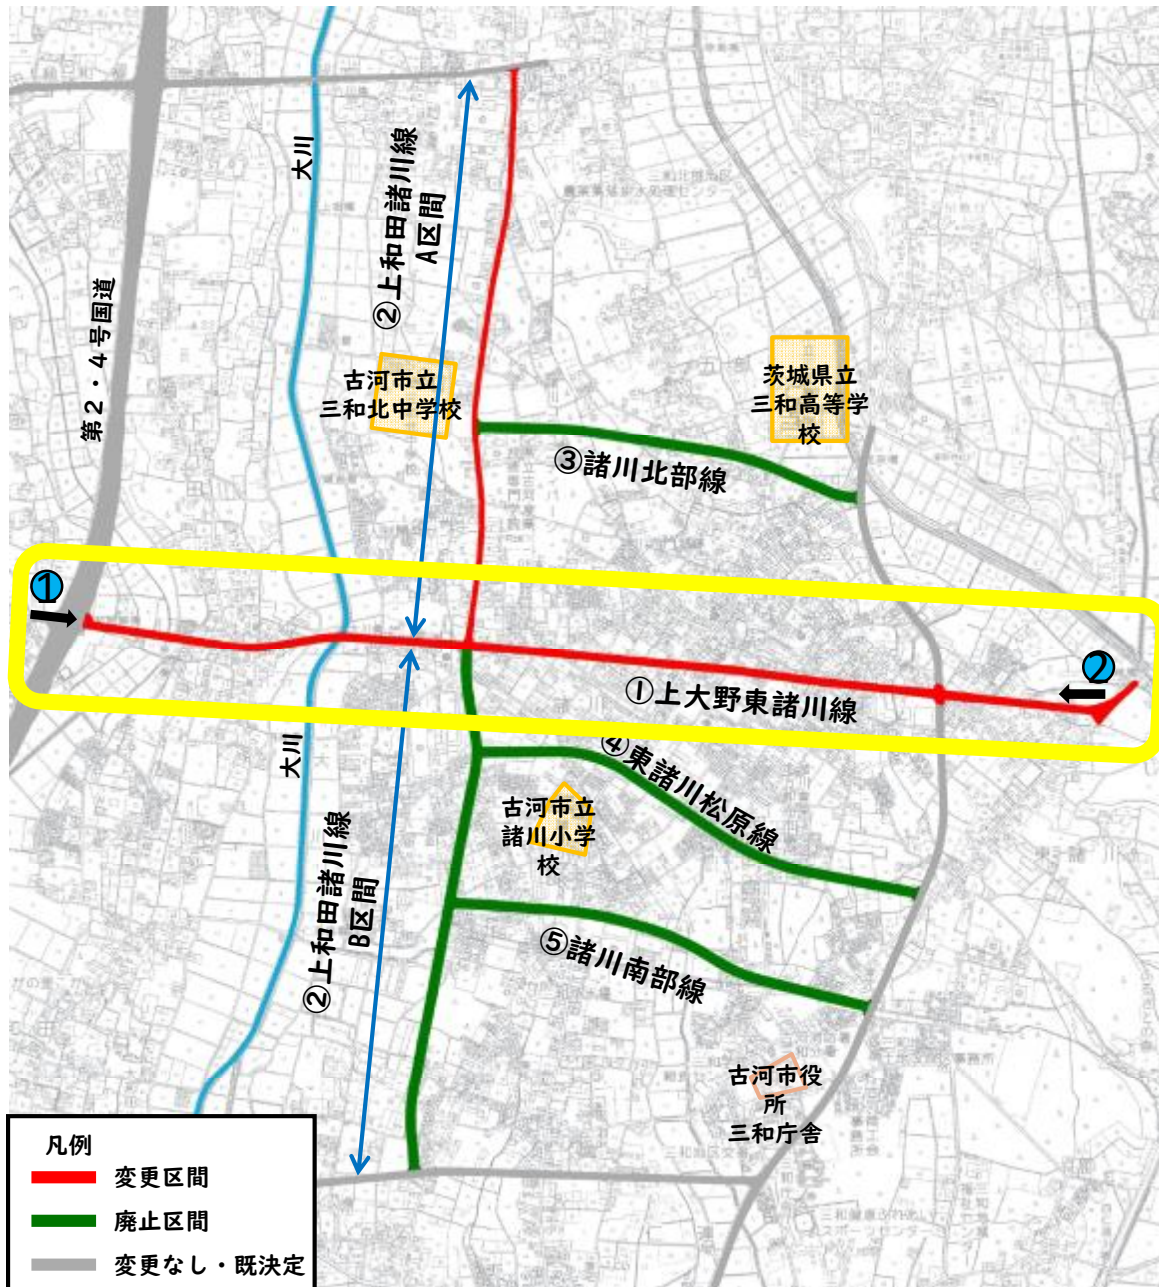 大川
②上和田諸川線
A区間
第2・4号国道
古河市立
三和北中学校
茨城県立
三和高等学
校
③諸川北部線
1
2
①上大野東諸川線
大川
④東諸川松原線
古河市立
諸川小学
校
②上和田諸川線
B区間
⑤諸川南部線
古河市役
所
三和庁舎
凡例
変更区間
廃止区間
変更なし・既決定